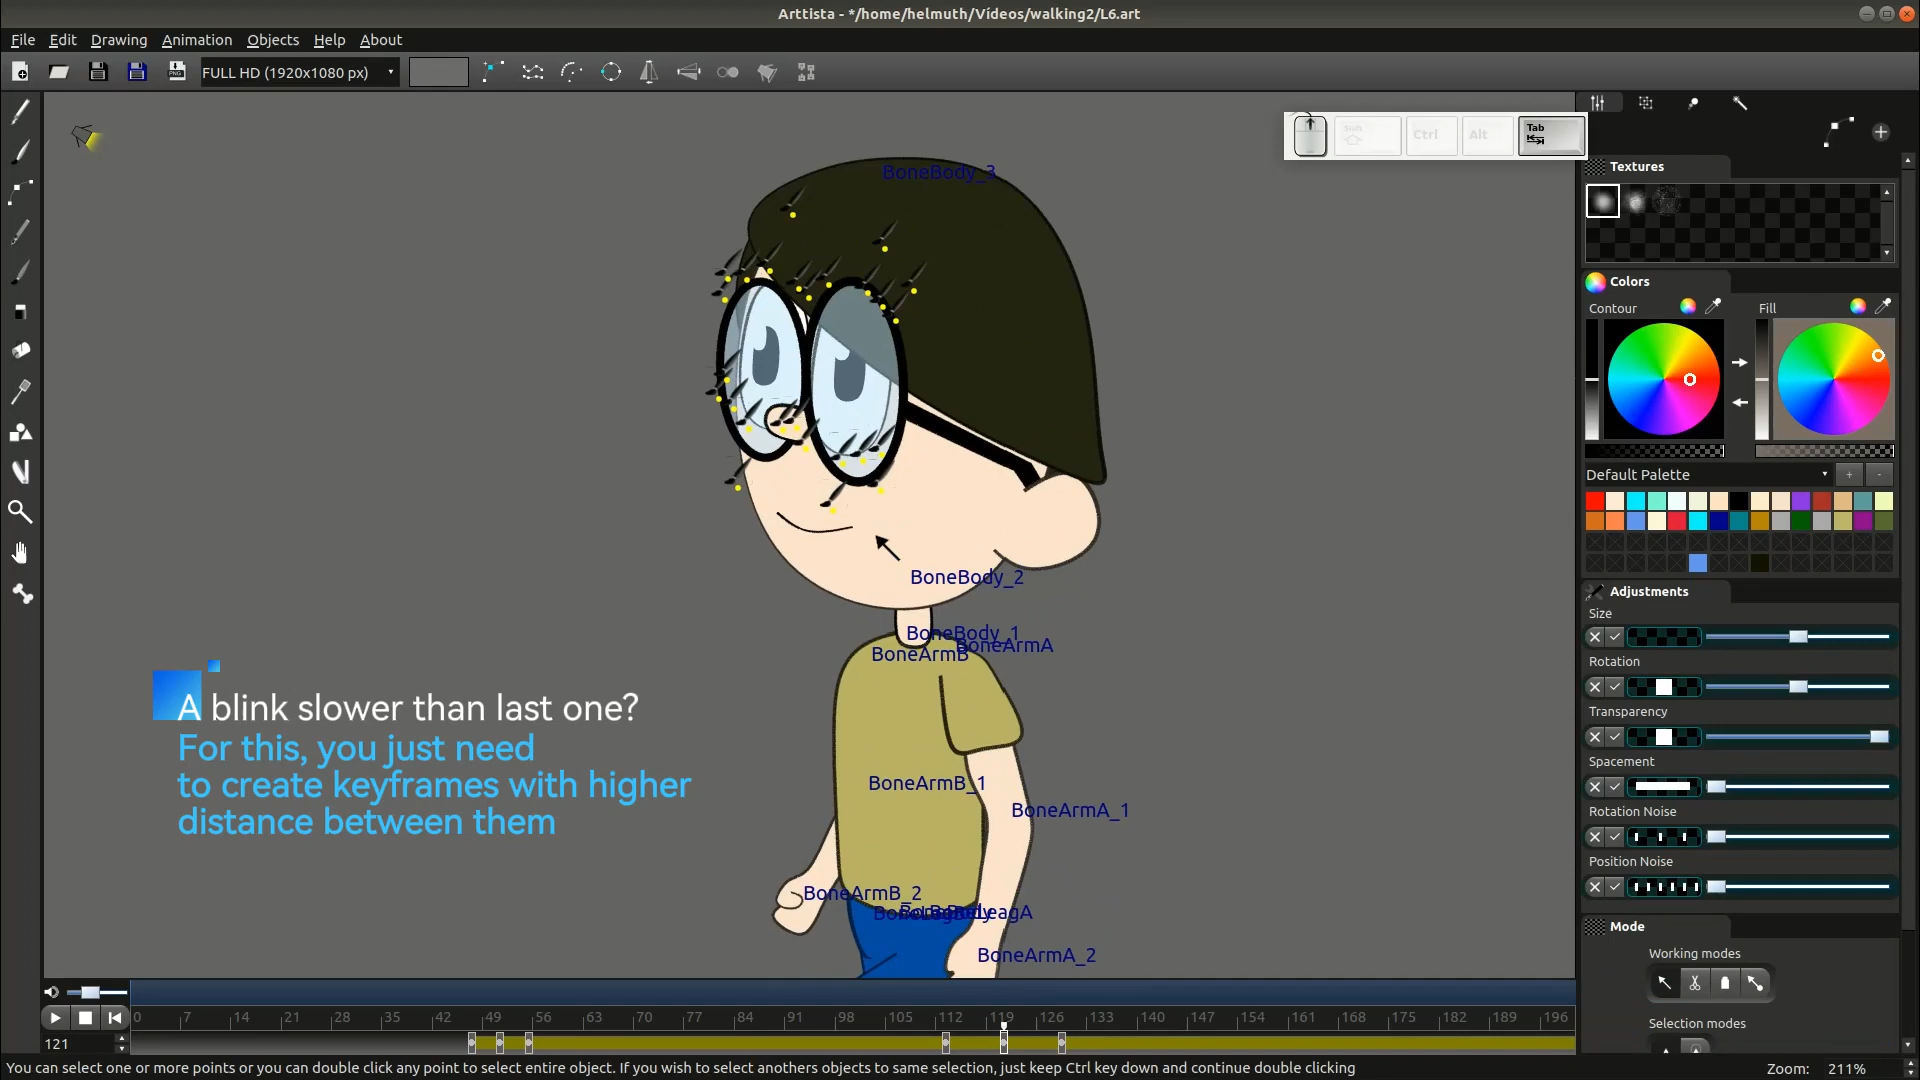 Arttista - */home/helmuth/Vídeos/walking2/L6.art
File Edit Drawing Animation Objects Help About
FULL HD (1920x1080 px)
Shift Ctrl Alt Tab
BoneBody_3
BoneBody_2
BoneBody_1
BoneArmA
BoneArmB
BoneArmB_1
BoneArmA_1
BoneArmB_2
BoneArmA_2
A blink slower than last one?
For this, you just need
to create keyframes with higher
distance between them
Textures
Colors
Contour Fill
Default Palette + -
Adjustments
Size
Rotation
Transparency
Spacement
Rotation Noise
Position Noise
Mode
Working modes
Selection modes
0 7 14 21 28 35 42 49 56 63 70 77 84 91 98 105 112 119 126 133 140 147 154 161 168 175 182 189 196
121
You can select one or more points or you can double click any point to select entire object. If you wish to select anothers objects to same selection, just keep Ctrl key down and continue double clicking
Zoom: 211%